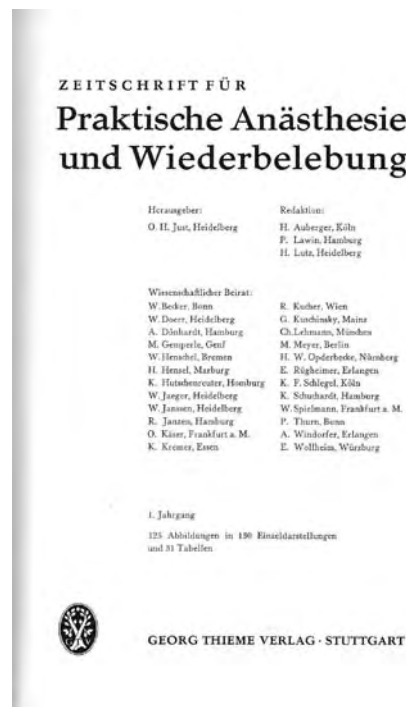 ZEITSCHRIFT FÜR
Praktische Anästhesie
und Wiederbelebung
Herausgeber:
O. H. Just, Heidelberg
Redaktion:
H. Auberger, Köln
P. Lawin, Hamburg
H. Lutz, Heidelberg
Wissenschaftlicher Beirat:
W. Becker, Bonn
W. Doerr, Heidelberg
A. Dönhardt, Hamburg
M. Gemperle, Genf
W. Henschel, Bremen
H. Hensel, Marburg
K. Hutschenreuter, Homburg
W. Jaeger, Heidelberg
W. Janssen, Heidelberg
R. Janzen, Hamburg
O. Käser, Frankfurt a. M.
K. Kremer, Essen
R. Kucher, Wien
G. Kuschinsky, Mainz
Ch. Lehmann, München
M. Meyer, Berlin
H. W. Opderbecke, Nürnberg
E. Rügheimer, Erlangen
K. F. Schlegel, Köln
K. Schuchardt, Hamburg
W. Spielmann, Frankfurt a. M.
P. Thurn, Bonn
A. Windorfer, Erlangen
E. Wollheim, Würzburg
1. Jahrgang
125 Abbildungen in 130 Einzeldarstellungen
und 31 Tabellen
GEORG THIEME VERLAG · STUTTGART